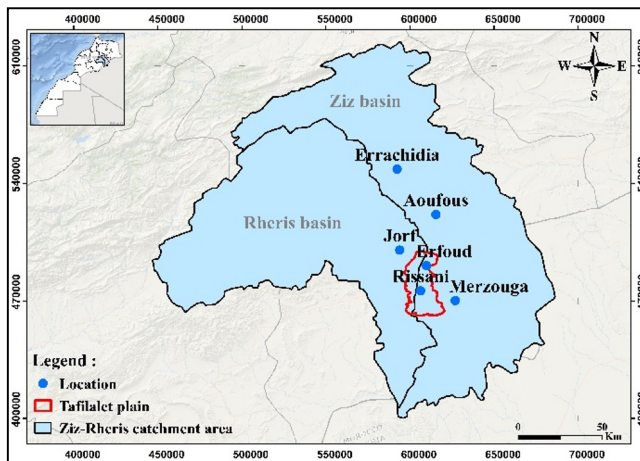 400000 450000 500000 550000 600000 650000 700000
610000
N
W E
S
Ziz basin
Errachidia
540000
Aoufous
Rheris basin
Jorf
Erfoud
Rissani
Merzouga
470000
Legend :
Location
Tafilalet plain
Ziz-Rheris catchment area
400000
0 50
Km
400000 450000 500000 550000 600000 650000 700000